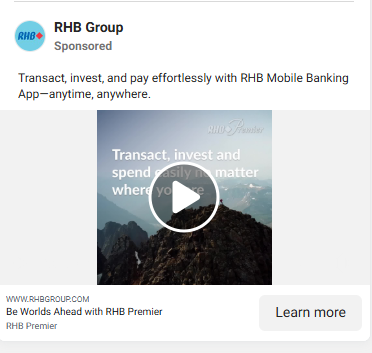 RHB
RHB Group
Sponsored
Transact, invest, and pay effortlessly with RHB Mobile Banking
App—anytime, anywhere.
RHB Premier
Transact, invest and
spend easily no matter
where you are
WWW.RHBGROUP.COM
Be Worlds Ahead with RHB Premier
RHB Premier
Learn more